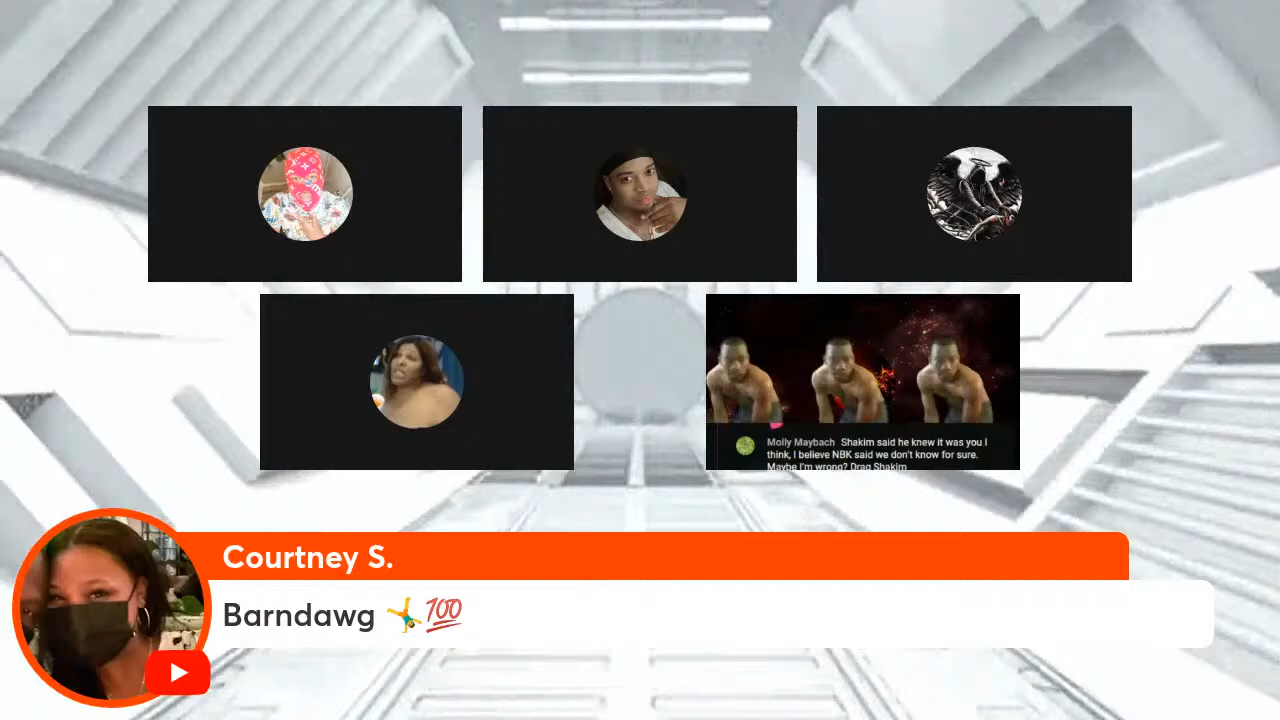 Molly Maybach Shakim said he knew it was you I
think, I believe NBK said we don't know for sure.
Maybe I'm wrong? Drag Shakim
Courtney S.
Barndawg 🤸💯